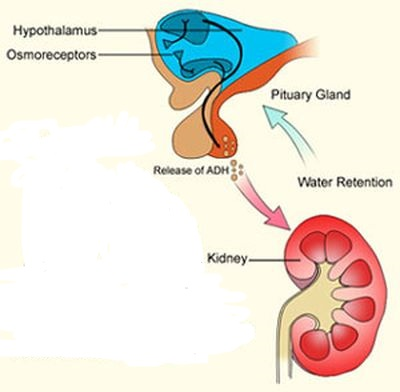 Hypothalamus
Osmoreceptors
Pituary Gland
Release of ADH
Water Retention
Kidney